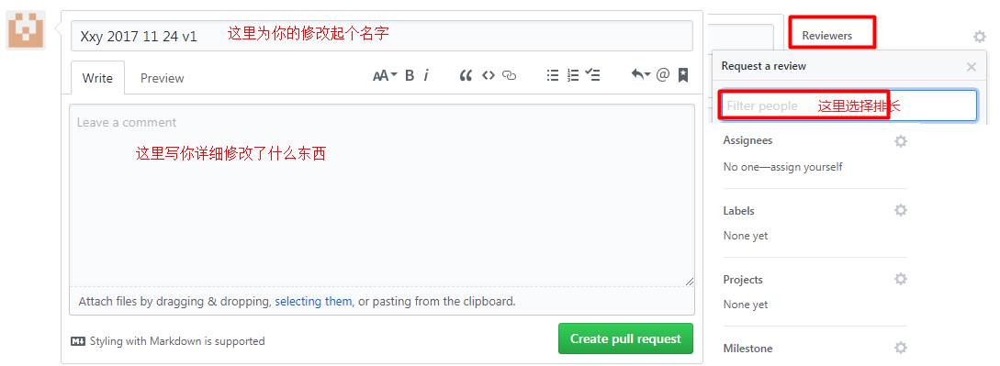 Xxy 2017 11 24 v1 这里为你的修改起个名字
Write Preview
AA B i
Leave a comment
这里写你详细修改了什么东西
Attach files by dragging & dropping, selecting them, or pasting from the clipboard.
Styling with Markdown is supported
Create pull request
Reviewers
Request a review
Filter people 这里选择排长
Assignees
No one—assign yourself
Labels
None yet
Projects
None yet
Milestone